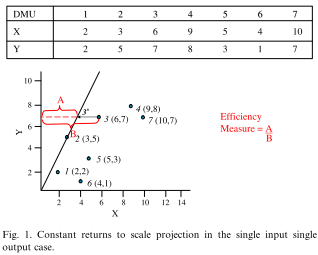 DMU 1 2 3 4 5 6 7
X 2 3 6 9 5 4 10
Y 2 5 7 8 3 1 7
10
8
6
4
2
Y
A
B
3'
4 (9,8)
3 (6,7)
7 (10,7)
2 (3,5)
5 (5,3)
1 (2,2)
6 (4,1)
2 4 6 8 10 12 14
X
Efficiency
Measure = A
B
Fig. 1. Constant returns to scale projection in the single input single
output case.